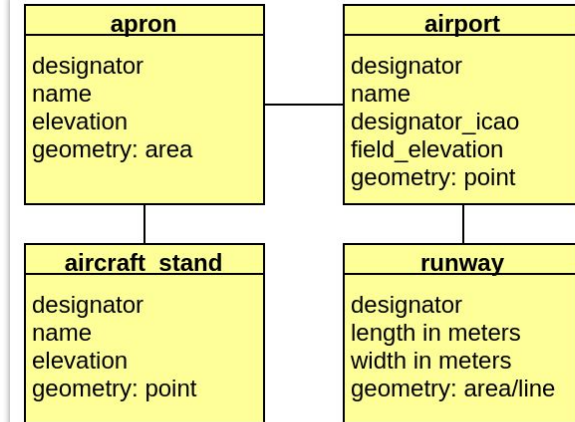 apron
designator
name
elevation
geometry: area
airport
designator
name
designator_icao
field_elevation
geometry: point
aircraft_stand
designator
name
elevation
geometry: point
runway
designator
length in meters
width in meters
geometry: area/line